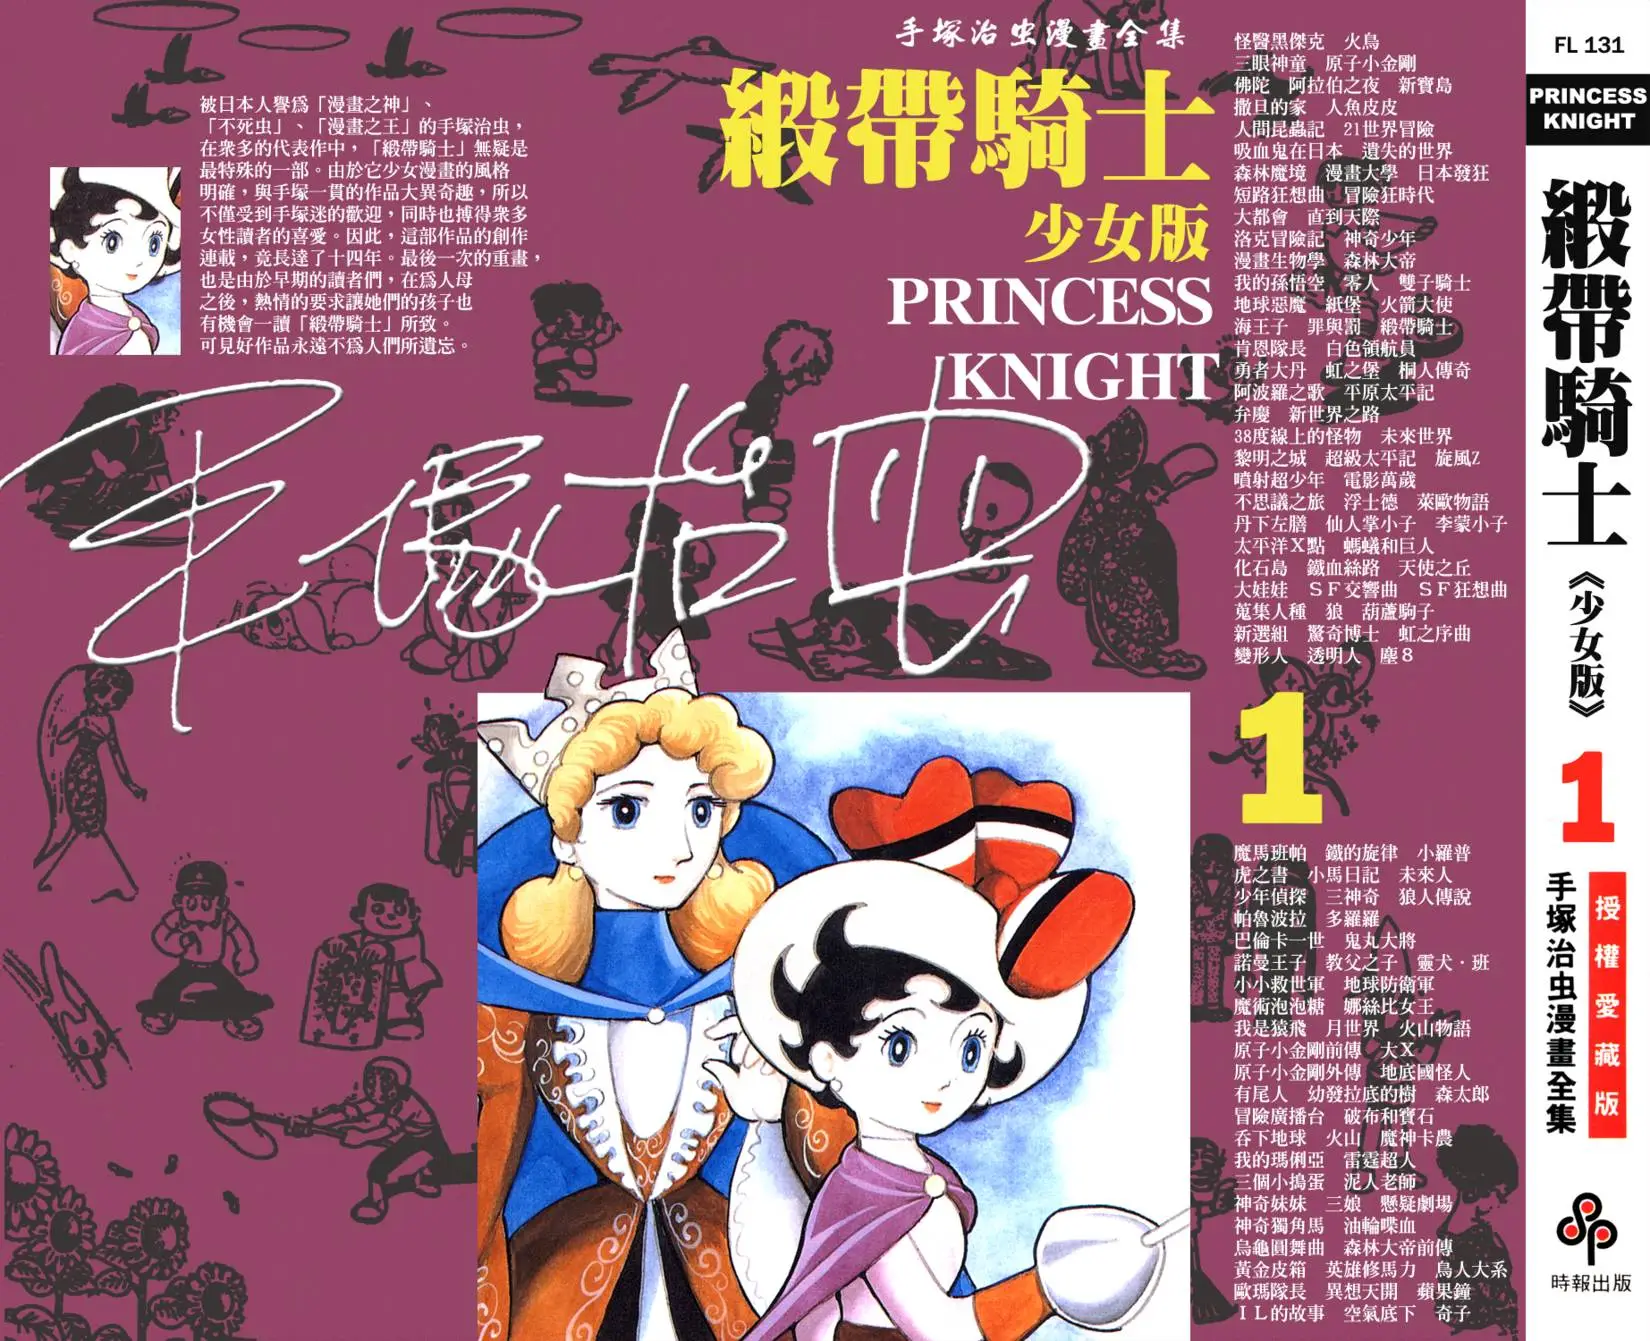 被日本人譽爲「漫畫之神」、
「不死虫」、「漫畫之王」的手塚治虫，
在衆多的代表作中，「緞帶騎士」無疑是
最特殊的一部。由於它少女漫畫的風格
明確，與手塚一貫的作品大異奇趣，所以
不僅受到手塚迷的歡迎，同時也搏得衆多
女性讀者的喜愛。因此，這部作品的創作
連載，竟長達了十四年。最後一次的重畫，
也是由於早期的讀者們，在爲人母
之後，熱情的要求讓她們的孩子也
有機會一讀「緞帶騎士」所致。
可見好作品永遠不爲人們所遺忘。
手塚治虫漫畫全集
緞帶騎士
少女版
PRINCESS
KNIGHT
手塚治虫
怪醫黑傑克　火鳥
三眼神童　原子小金剛
佛陀　阿拉伯之夜　新寶島
撒旦的家　人魚皮皮
人間昆蟲記　21世界冒險
吸血鬼在日本　遺失的世界
森林魔境　漫畫大學　日本發狂
短路狂想曲　冒險狂時代
大都會　直到天際
洛克冒險記　神奇少年
漫畫生物學　森林大帝
我的孫悟空　零人　雙子騎士
地球惡魔　紙堡　火箭大使
海王子　罪與罰　緞帶騎士
肯恩隊長　白色領航員
勇者大丹　虹之堡　桐人傳奇
阿波羅之歌　平原太平記
弁慶　新世界之路
38度線上的怪物　未來世界
黎明之城　超級太平記　旋風Z
噴射超少年　電影萬歲
不思議之旅　浮士德　萊歐物語
丹下左膳　仙人掌小子　李蒙小子
太平洋Ｘ點　螞蟻和巨人
化石島　鐵血絲路　天使之丘
大娃娃　ＳＦ交響曲　ＳＦ狂想曲
蒐集人種　狼　葫蘆駒子
新選組　驚奇博士　虹之序曲
變形人　透明人　塵８
1
魔馬班帕　鐵的旋律　小羅普
虎之書　小馬日記　未來人
少年偵探　三神奇　狼人傳說
帕魯波拉　多羅羅
巴倫卡一世　鬼丸大將
諾曼王子　教父之子　靈犬·班
小小救世軍　地球防衛軍
魔術泡泡糖　娜絲比女王
我是猿飛　月世界　火山物語
原子小金剛前傳　大Ｘ
原子小金剛外傳　地底國怪人
有尾人　幼發拉底的樹　森太郎
冒險廣播台　破布和寶石
吞下地球　火山　魔神卡農
我的瑪俐亞　雷霆超人
三個小搗蛋　泥人老師
神奇妹妹　三娘　懸疑劇場
神奇獨角馬　油輪喋血
烏龜圓舞曲　森林大帝前傳
黃金皮箱　英雄修馬力　鳥人大系
歐瑪隊長　異想天開　蘋果鐘
ＩＬ的故事　空氣底下　奇子
FL 131
PRINCESS
KNIGHT
緞帶騎士《少女版》
1
手塚治虫漫畫全集
授權愛藏版
時報出版